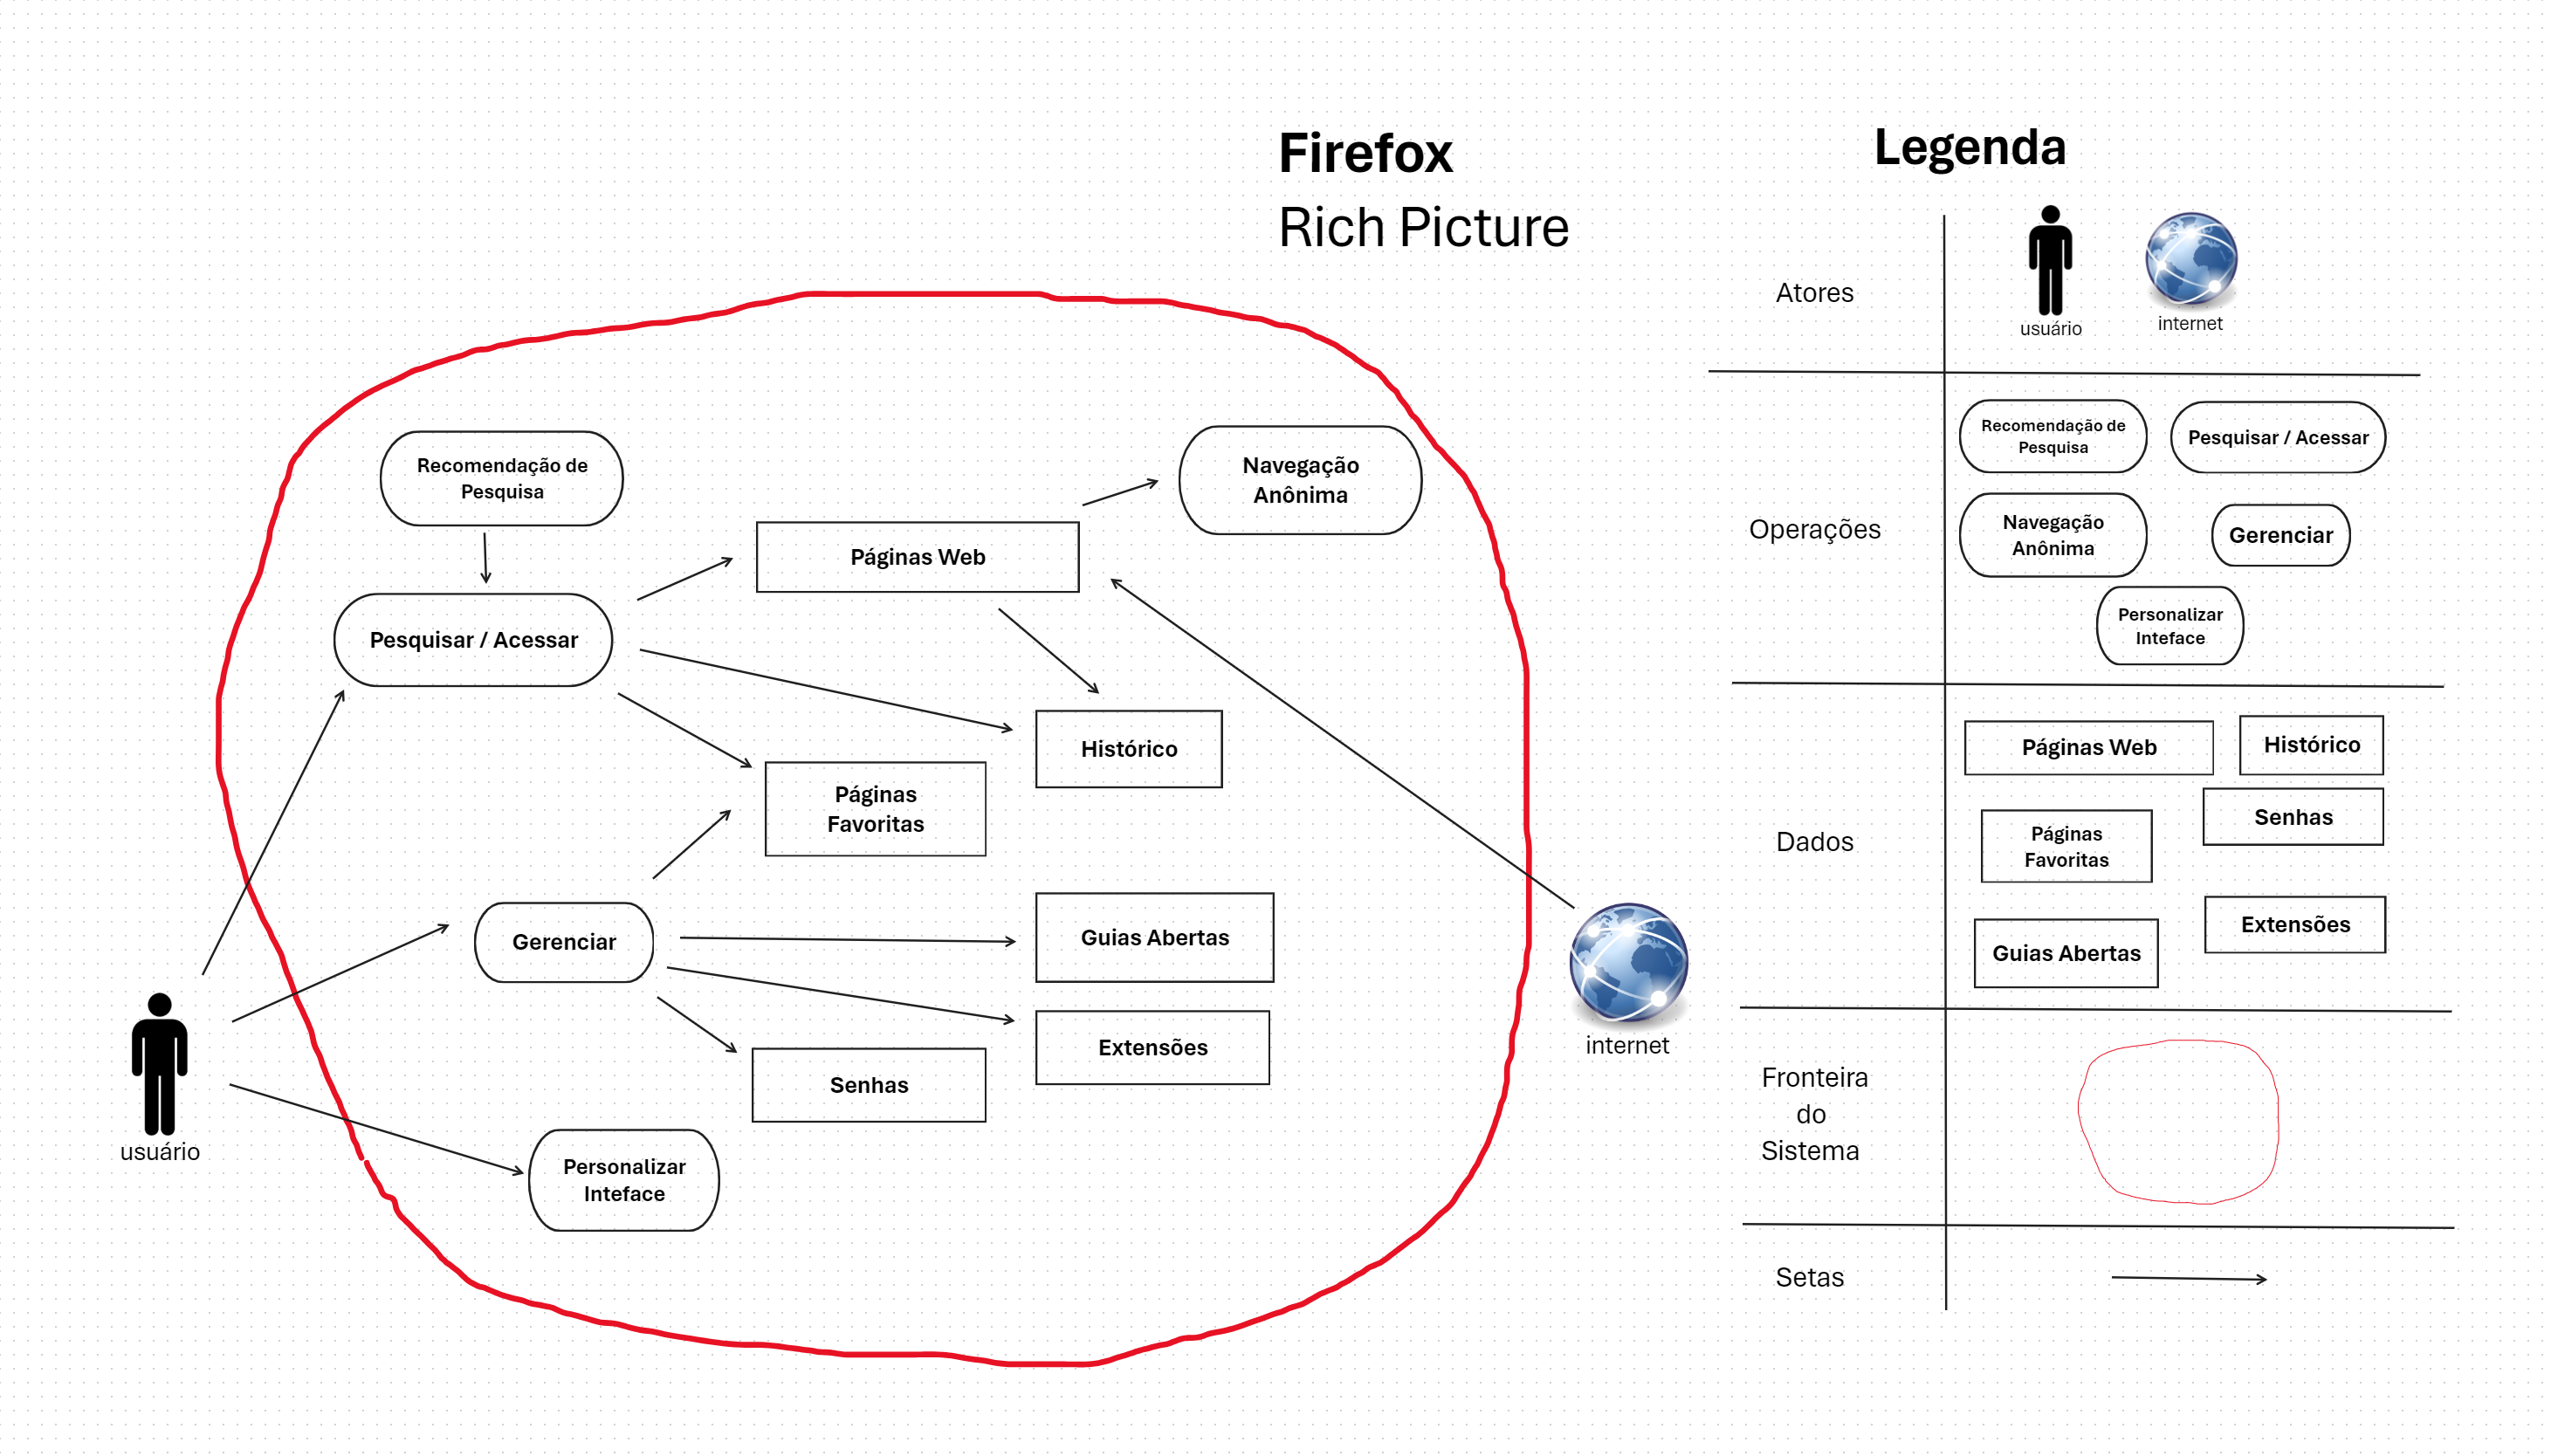 Firefox
Rich Picture
Recomendação de
Pesquisa
Navegação
Anônima
Páginas Web
Pesquisar / Acessar
Histórico
Páginas
Favoritas
Gerenciar
Guias Abertas
Extensões
Senhas
Personalizar
Inteface
usuário
internet
Legenda
Atores
usuário
internet
Operações
Recomendação de
Pesquisa
Pesquisar / Acessar
Navegação
Anônima
Gerenciar
Personalizar
Inteface
Dados
Páginas Web
Histórico
Senhas
Páginas
Favoritas
Extensões
Guias Abertas
Fronteira
do
Sistema
Setas